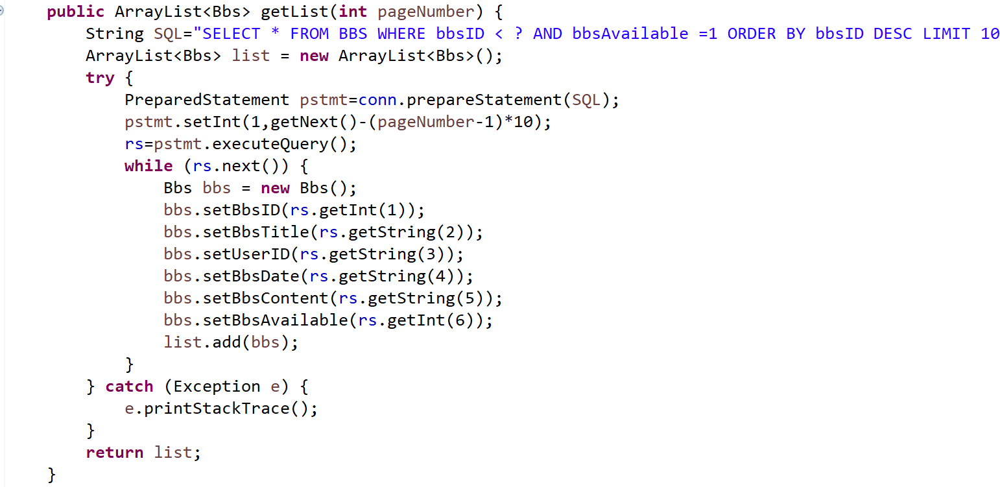 public ArrayList<Bbs> getList(int pageNumber) {
    String SQL="SELECT * FROM BBS WHERE bbsID < ? AND bbsAvailable =1 ORDER BY bbsID DESC LIMIT 10
    ArrayList<Bbs> list = new ArrayList<Bbs>();
    try {
        PreparedStatement pstmt=conn.prepareStatement(SQL);
        pstmt.setInt(1,getNext()-(pageNumber-1)*10);
        rs=pstmt.executeQuery();
        while (rs.next()) {
            Bbs bbs = new Bbs();
            bbs.setBbsID(rs.getInt(1));
            bbs.setBbsTitle(rs.getString(2));
            bbs.setUserID(rs.getString(3));
            bbs.setBbsDate(rs.getString(4));
            bbs.setBbsContent(rs.getString(5));
            bbs.setBbsAvailable(rs.getInt(6));
            list.add(bbs);
        }
    } catch (Exception e) {
        e.printStackTrace();
    }
    return list;
}